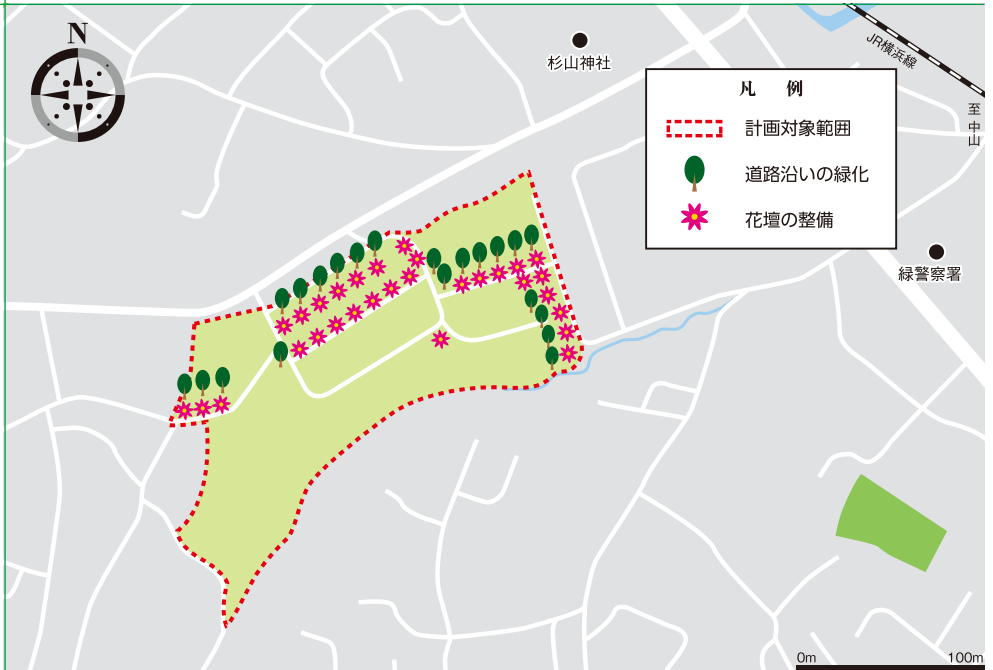 N
杉山神社
JR横浜線
至中山
凡 例
計画対象範囲
道路沿いの緑化
花壇の整備
緑警察署
0m 100m